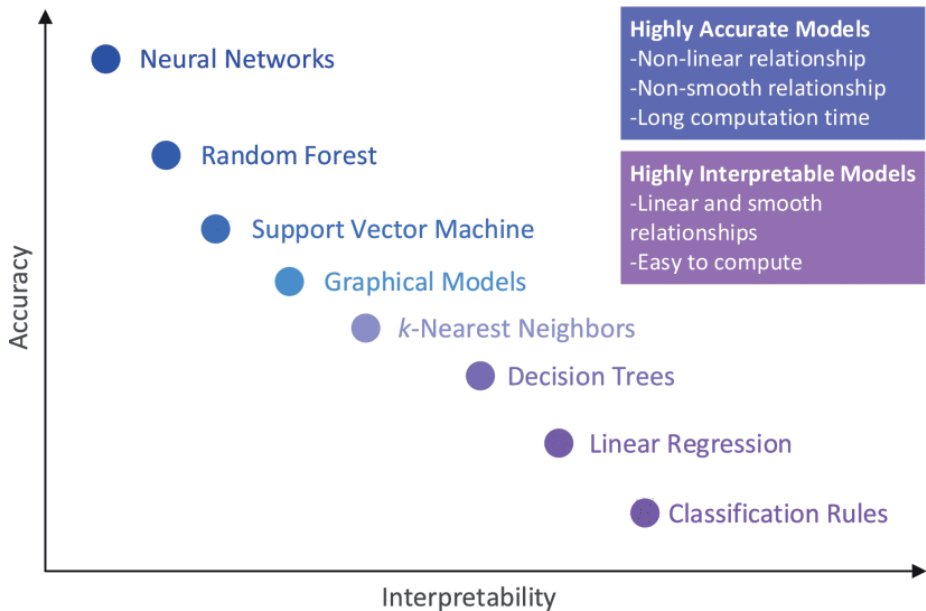 Highly Accurate Models
-Non-linear relationship
-Non-smooth relationship
-Long computation time
Highly Interpretable Models
-Linear and smooth
relationships
-Easy to compute
Neural Networks
Random Forest
Support Vector Machine
Graphical Models
k-Nearest Neighbors
Decision Trees
Linear Regression
Classification Rules
Accuracy
Interpretability